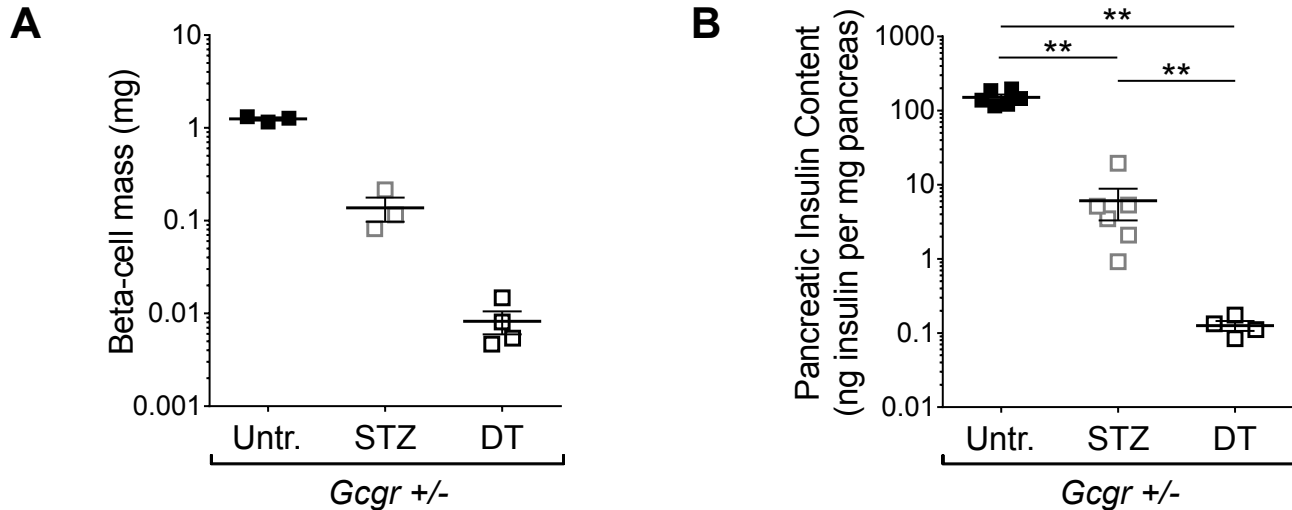 A
Beta-cell mass (mg)
10
1
0.1
0.01
0.001
Untr. STZ DT
Gcgr +/-
B
Pancreatic Insulin Content
(ng insulin per mg pancreas)
1000
100
10
1
0.1
0.01
**
**
**
Untr. STZ DT
Gcgr +/-